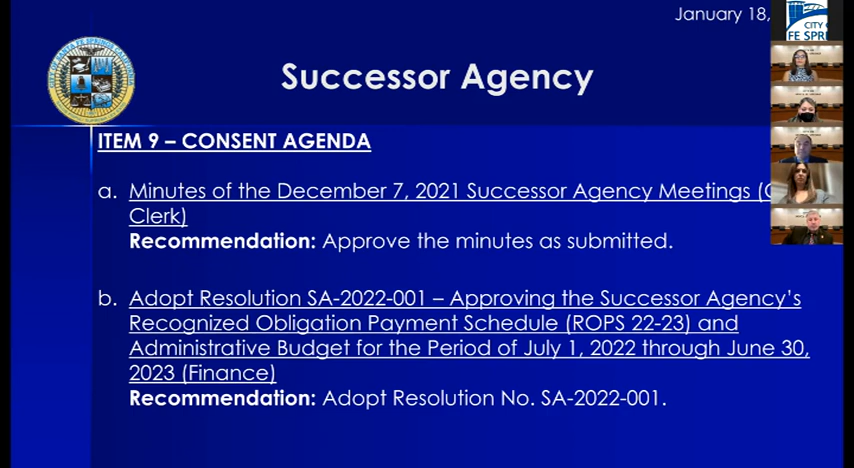 January 18,
CITY
FE SPRI
Successor Agency
ITEM 9 – CONSENT AGENDA
a. Minutes of the December 7, 2021 Successor Agency Meetings (
Clerk)
Recommendation: Approve the minutes as submitted.
b. Adopt Resolution SA-2022-001 – Approving the Successor Agency’s
Recognized Obligation Payment Schedule (ROPS 22-23) and
Administrative Budget for the Period of July 1, 2022 through June 30,
2023 (Finance)
Recommendation: Adopt Resolution No. SA-2022-001.